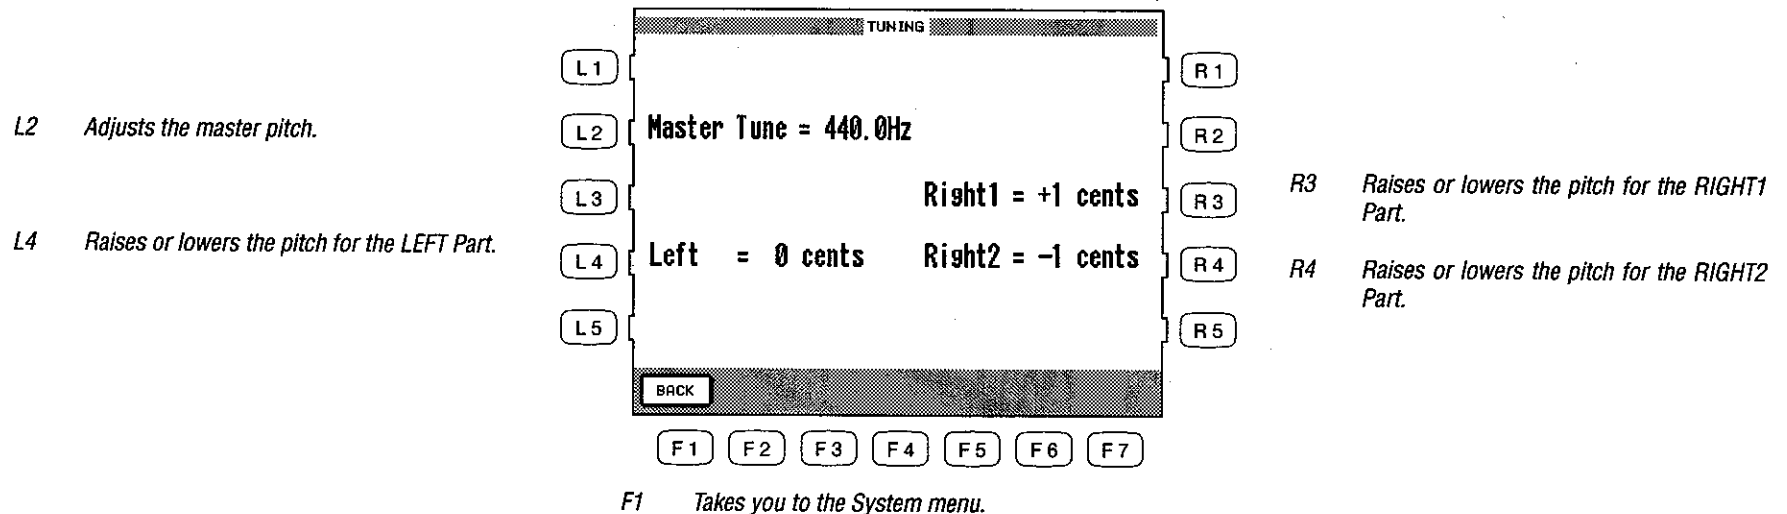 TUNING
L1
R1
L2 Adjusts the master pitch.
L2
Master Tune = 440.0Hz
R2
L3
Right1 = +1 cents
R3
R3 Raises or lowers the pitch for the RIGHT1
Part.
L4 Raises or lowers the pitch for the LEFT Part.
L4
Left = 0 cents
Right2 = -1 cents
R4
R4 Raises or lowers the pitch for the RIGHT2
Part.
L5
R5
BACK
F1 F2 F3 F4 F5 F6 F7
F1 Takes you to the System menu.